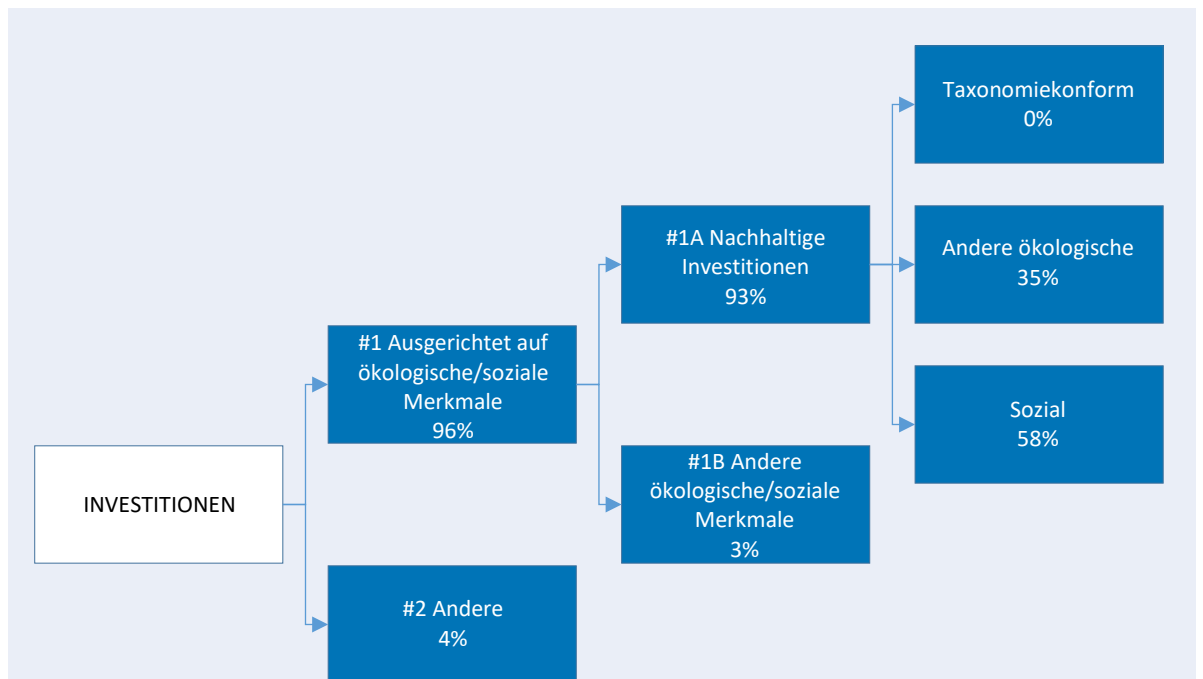 Taxonomiekonform
0%
#1A Nachhaltige
Investitionen
93%
Andere ökologische
35%
#1 Ausgerichtet auf
ökologische/soziale
Merkmale
96%
Sozial
58%
#1B Andere
ökologische/soziale
Merkmale
3%
INVESTITIONEN
#2 Andere
4%